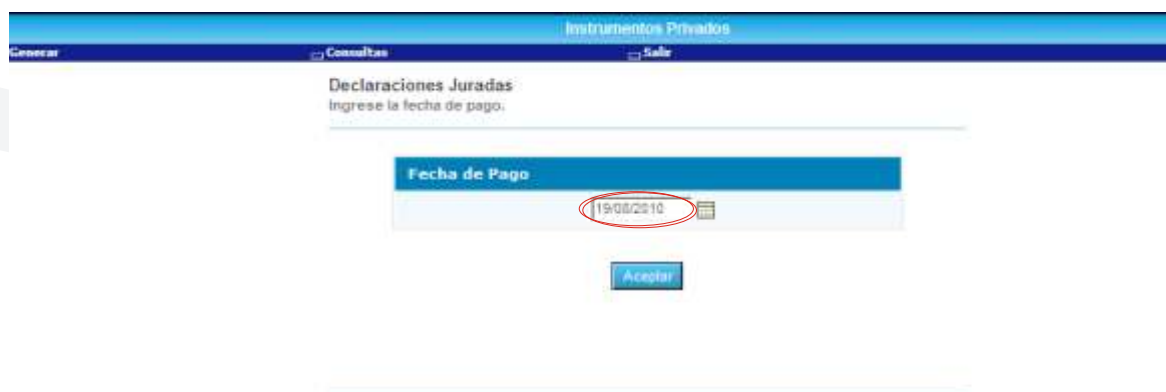 Instrumentos Privados
Generar Consultas Salir
Declaraciones Juradas
Ingrese la fecha de pago.
Fecha de Pago
19/08/2010
Aceptar